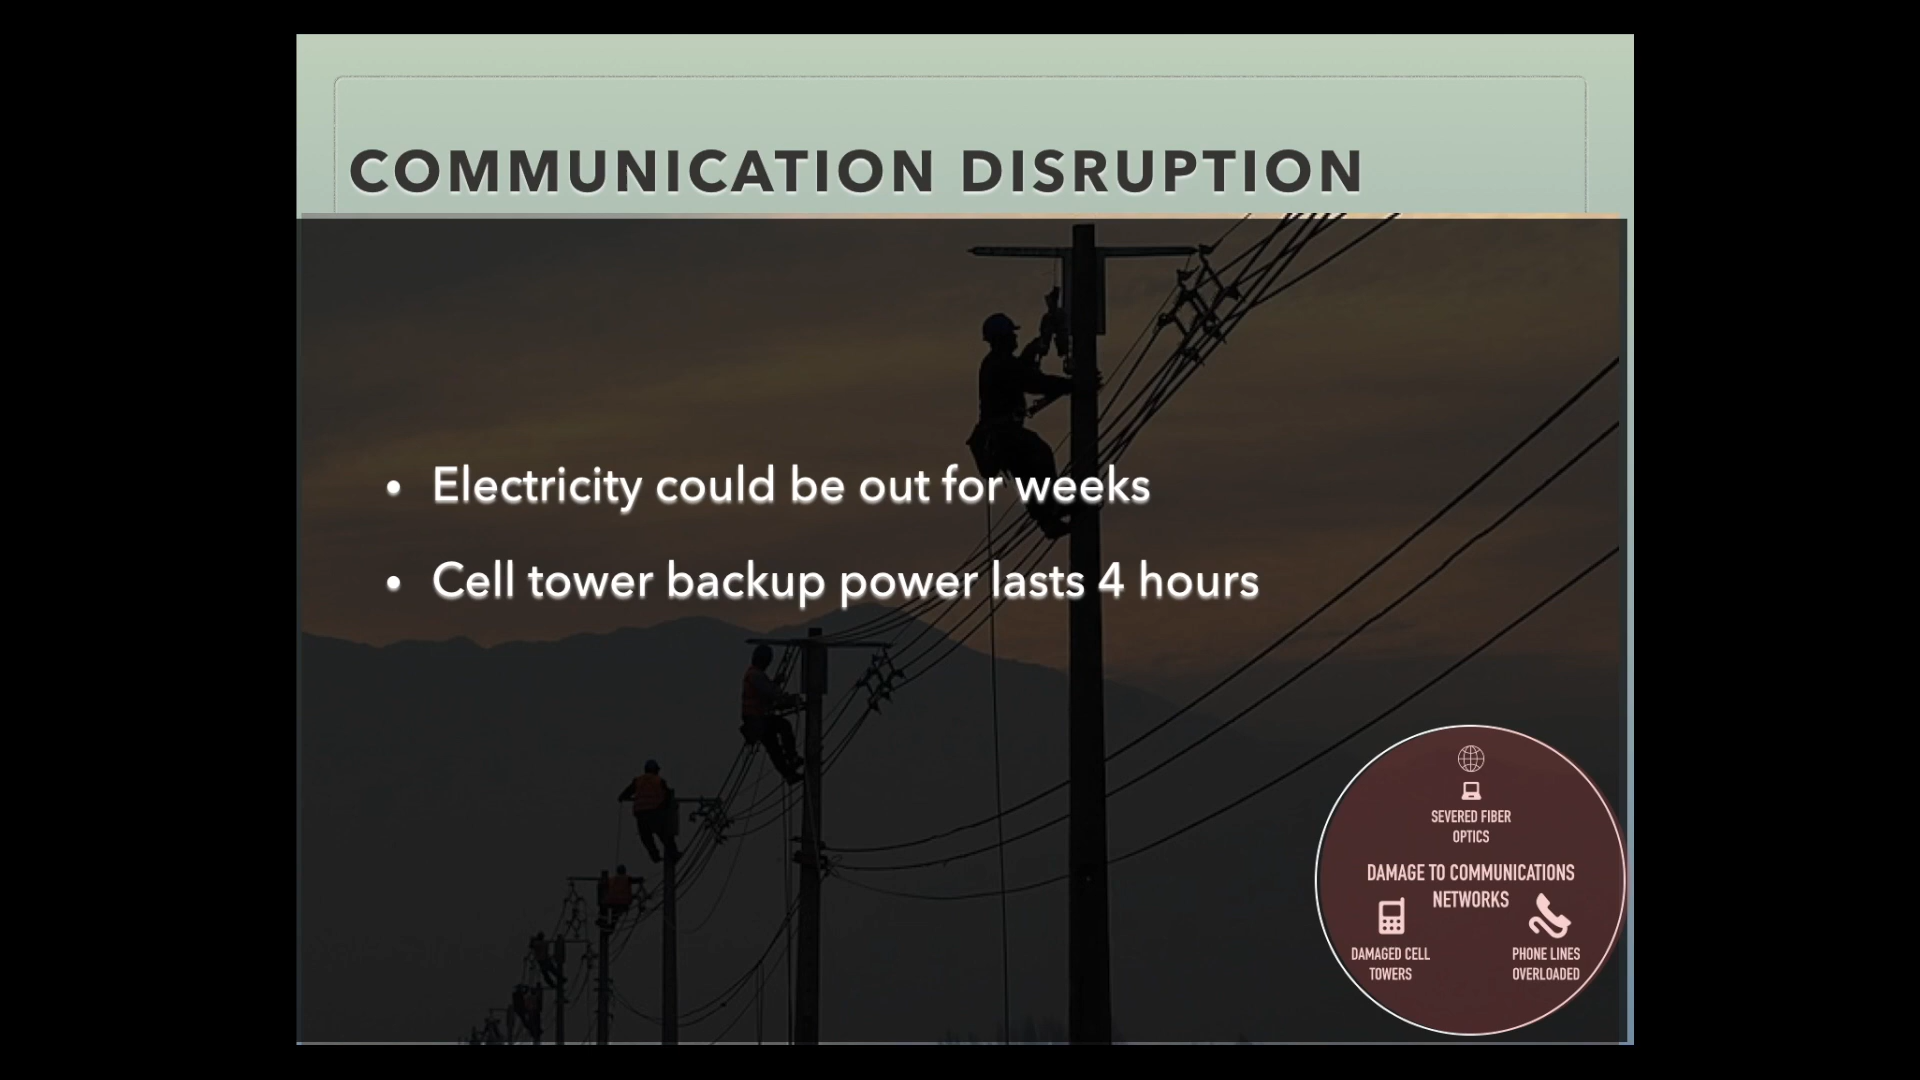 COMMUNICATION DISRUPTION
• Electricity could be out for weeks
• Cell tower backup power lasts 4 hours
SEVERED FIBER
OPTICS
DAMAGE TO COMMUNICATIONS
NETWORKS
DAMAGED CELL
TOWERS
PHONE LINES
OVERLOADED